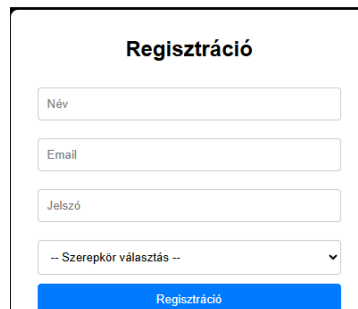 Regisztráció
Név
Email
Jelszó
-- Szerepkör választás --
Regisztráció